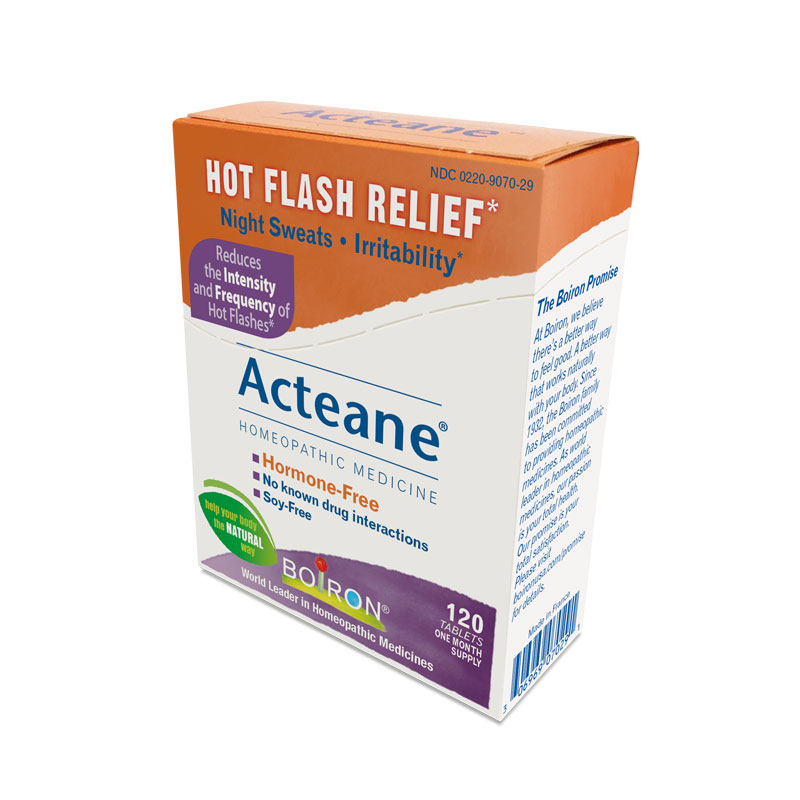 Acteane™
NDC 0220-9070-29
HOT FLASH RELIEF*
Night Sweats • Irritability*
Reduces
the Intensity
and Frequency of
Hot Flashes*
Acteane®
HOMEOPATHIC MEDICINE
Hormone-Free
No known drug interactions
Soy-Free
help your body
the NATURAL
way
BOIRON®
World Leader in Homeopathic Medicines
120
TABLETS
ONE MONTH
SUPPLY
The Boiron Promise
At Boiron, we believe
there's a better way
to feel good. A better way
that works naturally
with your body. Since
1932, the Boiron family
has been committed
to providing homeopathic
medicines. As world
leader in homeopathic
medicines, our passion
is your total health.
Our promise is your
total satisfaction.
Please visit
boironusa.com/promise
for details.
Made in France
3 06969 07029 1